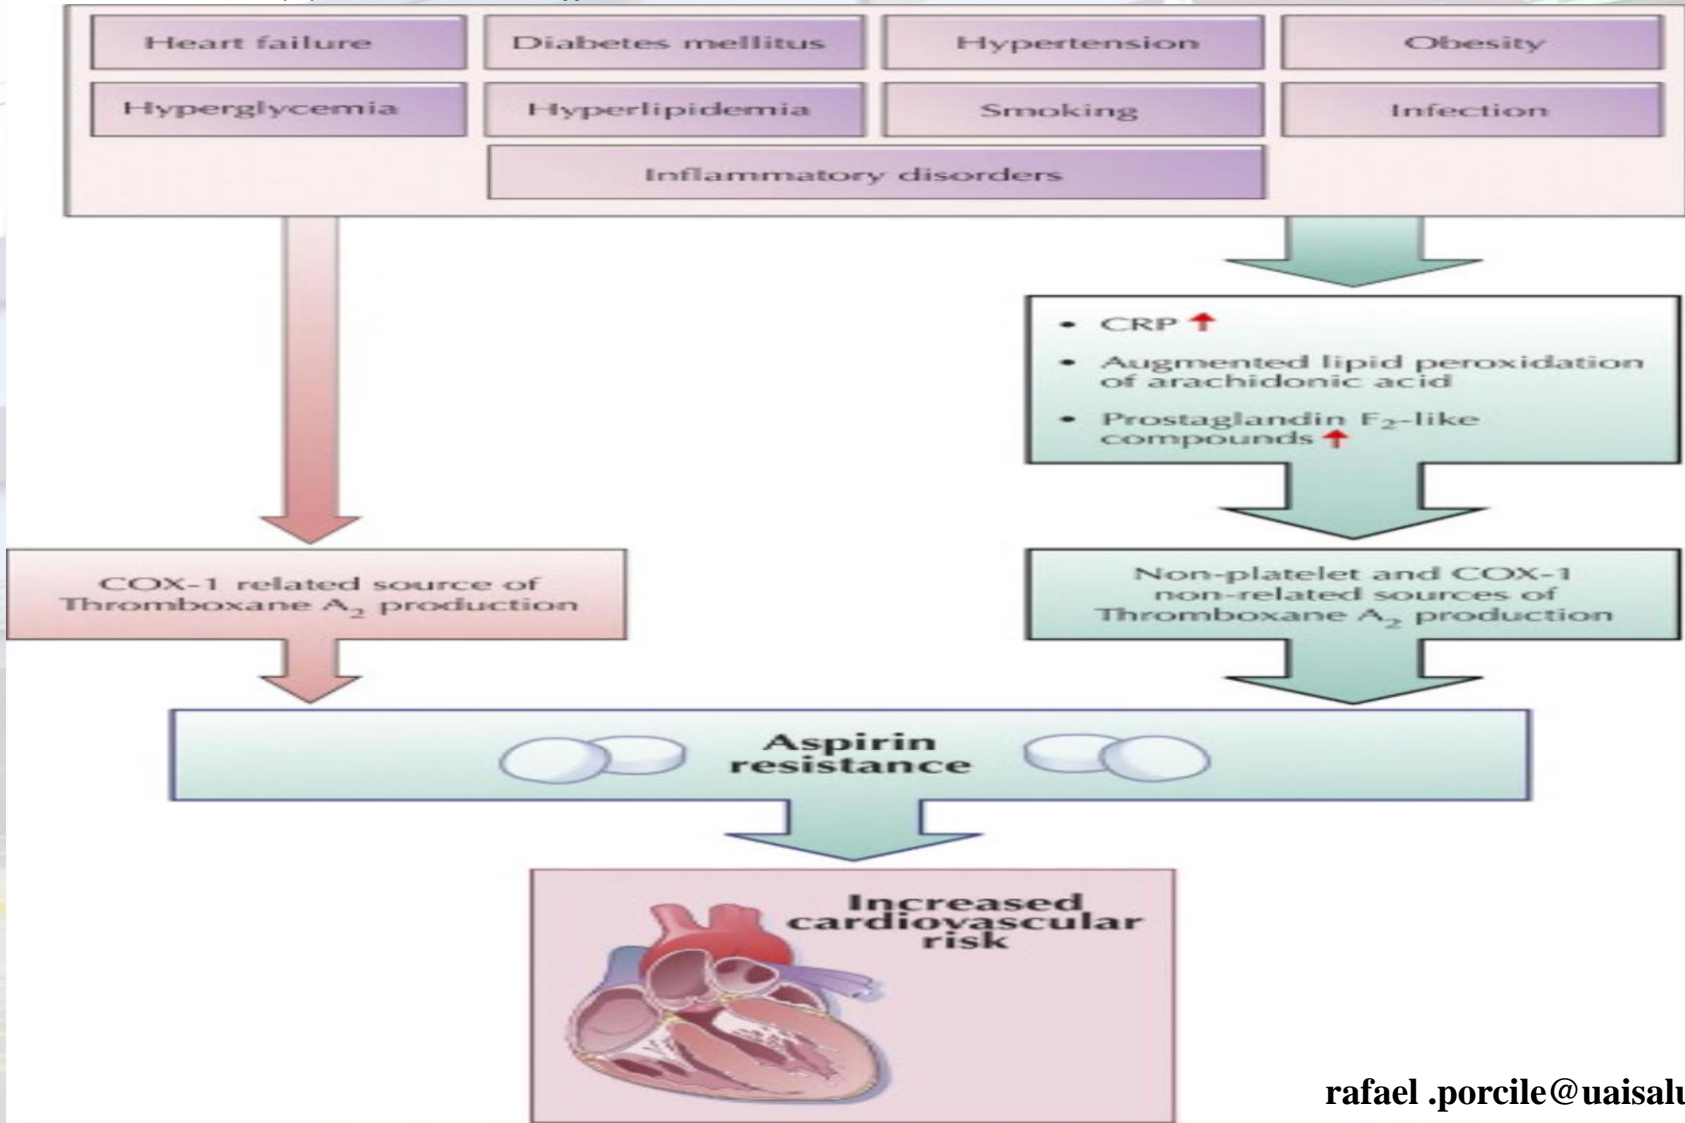 Heart failure
Diabetes mellitus
Hypertension
Obesity
Hyperglycemia
Hyperlipidemia
Smoking
Infection
Inflammatory disorders
• CRP ↑
• Augmented lipid peroxidation
of arachidonic acid
• Prostaglandin F₂-like
compounds ↑
COX-1 related source of
Thromboxane A₂ production
Non-platelet and COX-1
non-related sources of
Thromboxane A₂ production
Aspirin
resistance
Increased
cardiovascular
risk
rafael .porcile@uaisalu